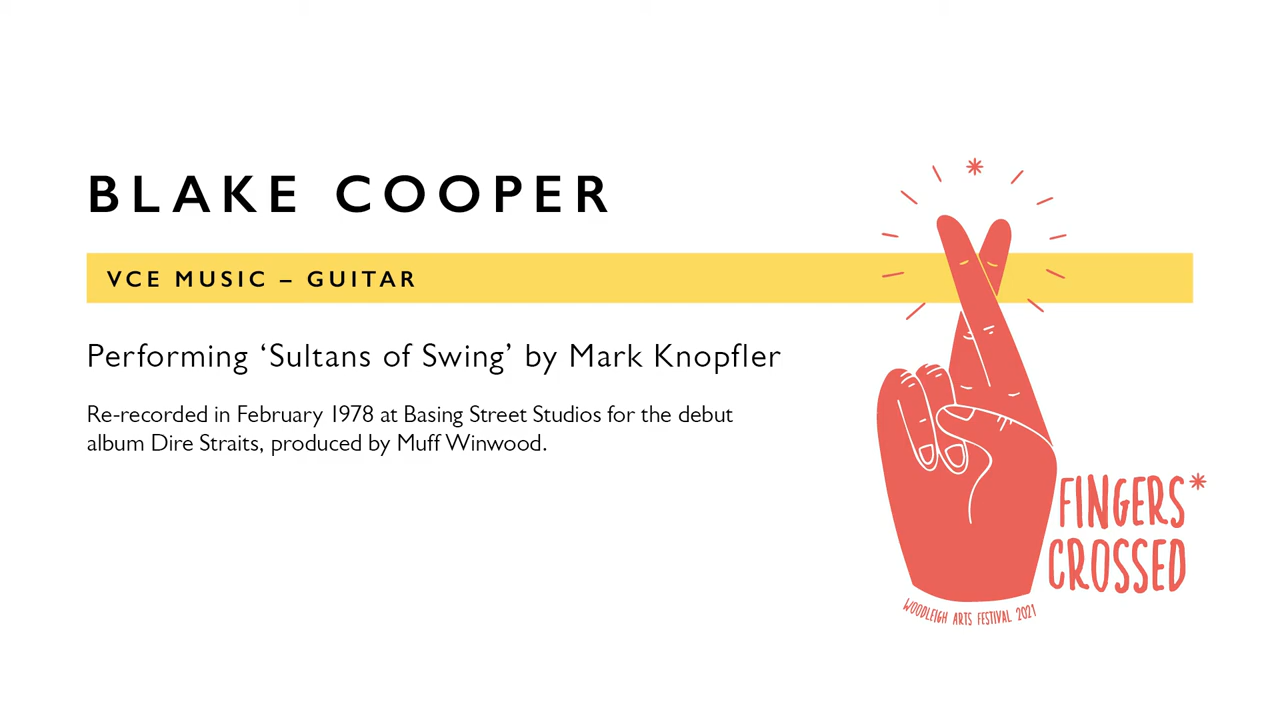 BLAKE COOPER
VCE MUSIC – GUITAR
Performing ‘Sultans of Swing’ by Mark Knopfler
Re-recorded in February 1978 at Basing Street Studios for the debut
album Dire Straits, produced by Muff Winwood.
FINGERS*
CROSSED
WOODLEIGH ARTS FESTIVAL 2021